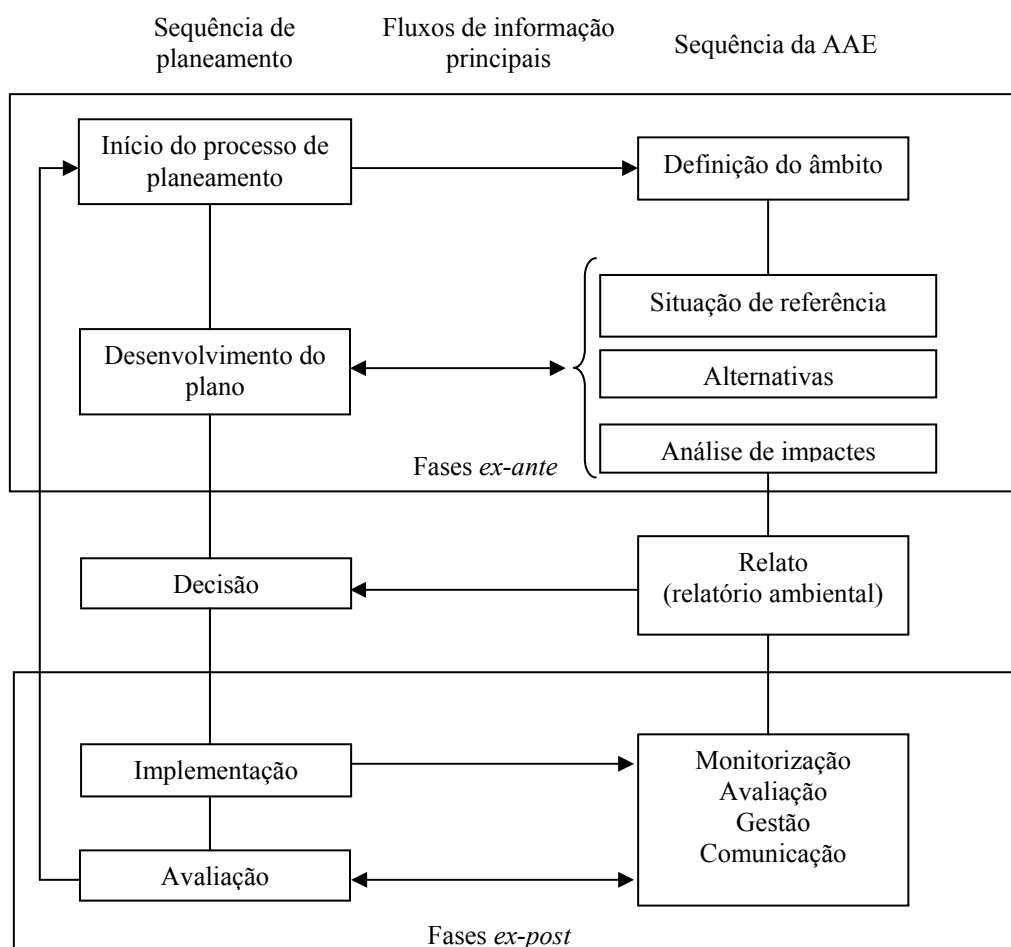 Sequência de
planeamento
Fluxos de informação
principais
Sequência da AAE
Início do processo de
planeamento
Definição do âmbito
Situação de referência
Desenvolvimento do
plano
Alternativas
Análise de impactes
Fases ex-ante
Decisão
Relato
(relatório ambiental)
Implementação
Monitorização
Avaliação
Gestão
Comunicação
Avaliação
Fases ex-post